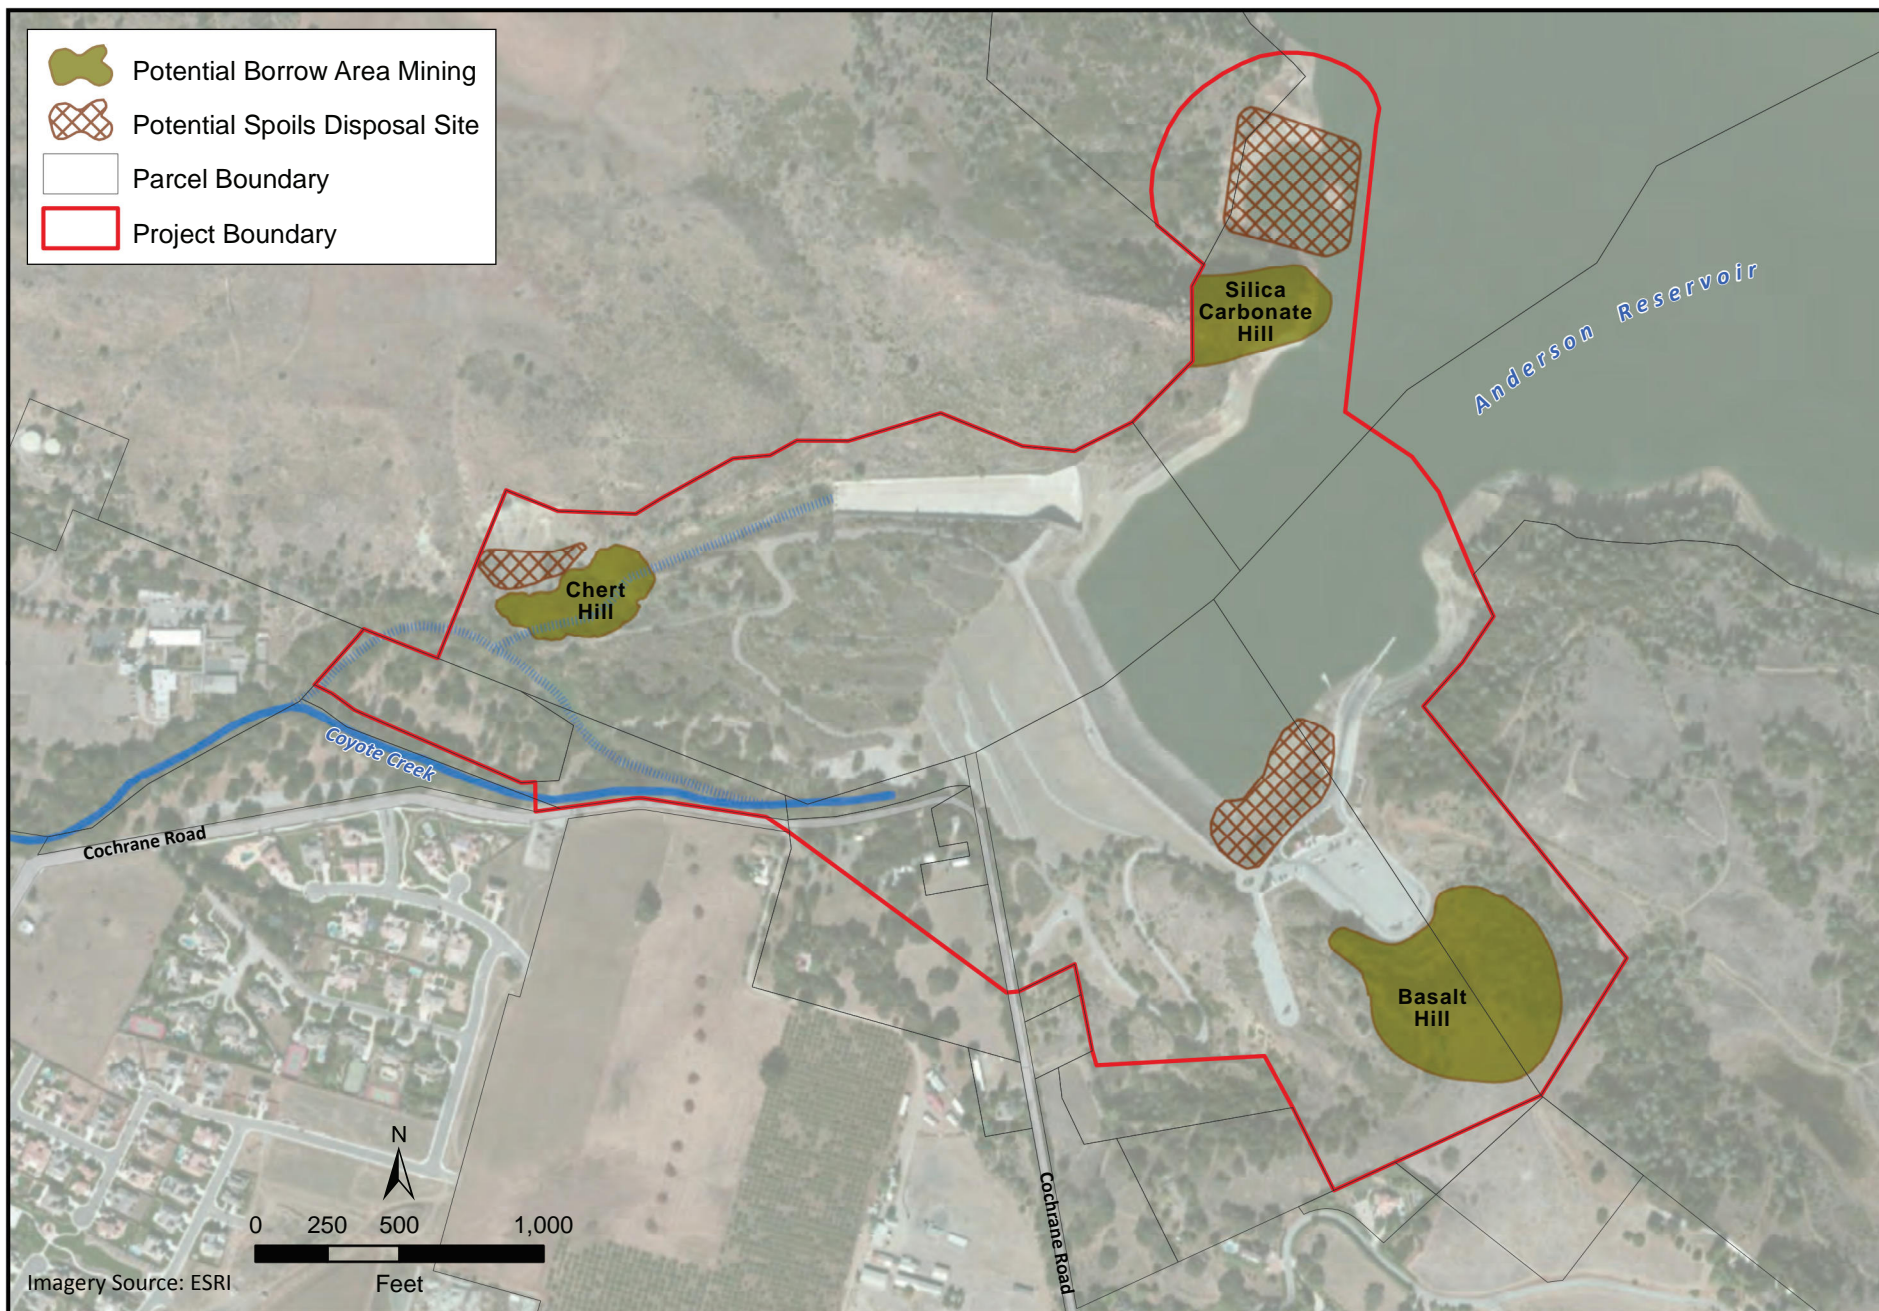 Potential Borrow Area Mining
Potential Spoils Disposal Site
Parcel Boundary
Project Boundary
Silica
Carbonate
Hill
Anderson Reservoir
Chert
Hill
Coyote Creek
Cochrane Road
Basalt
Hill
Cochrane Road
N
0 250 500 1,000
Feet
Imagery Source: ESRI